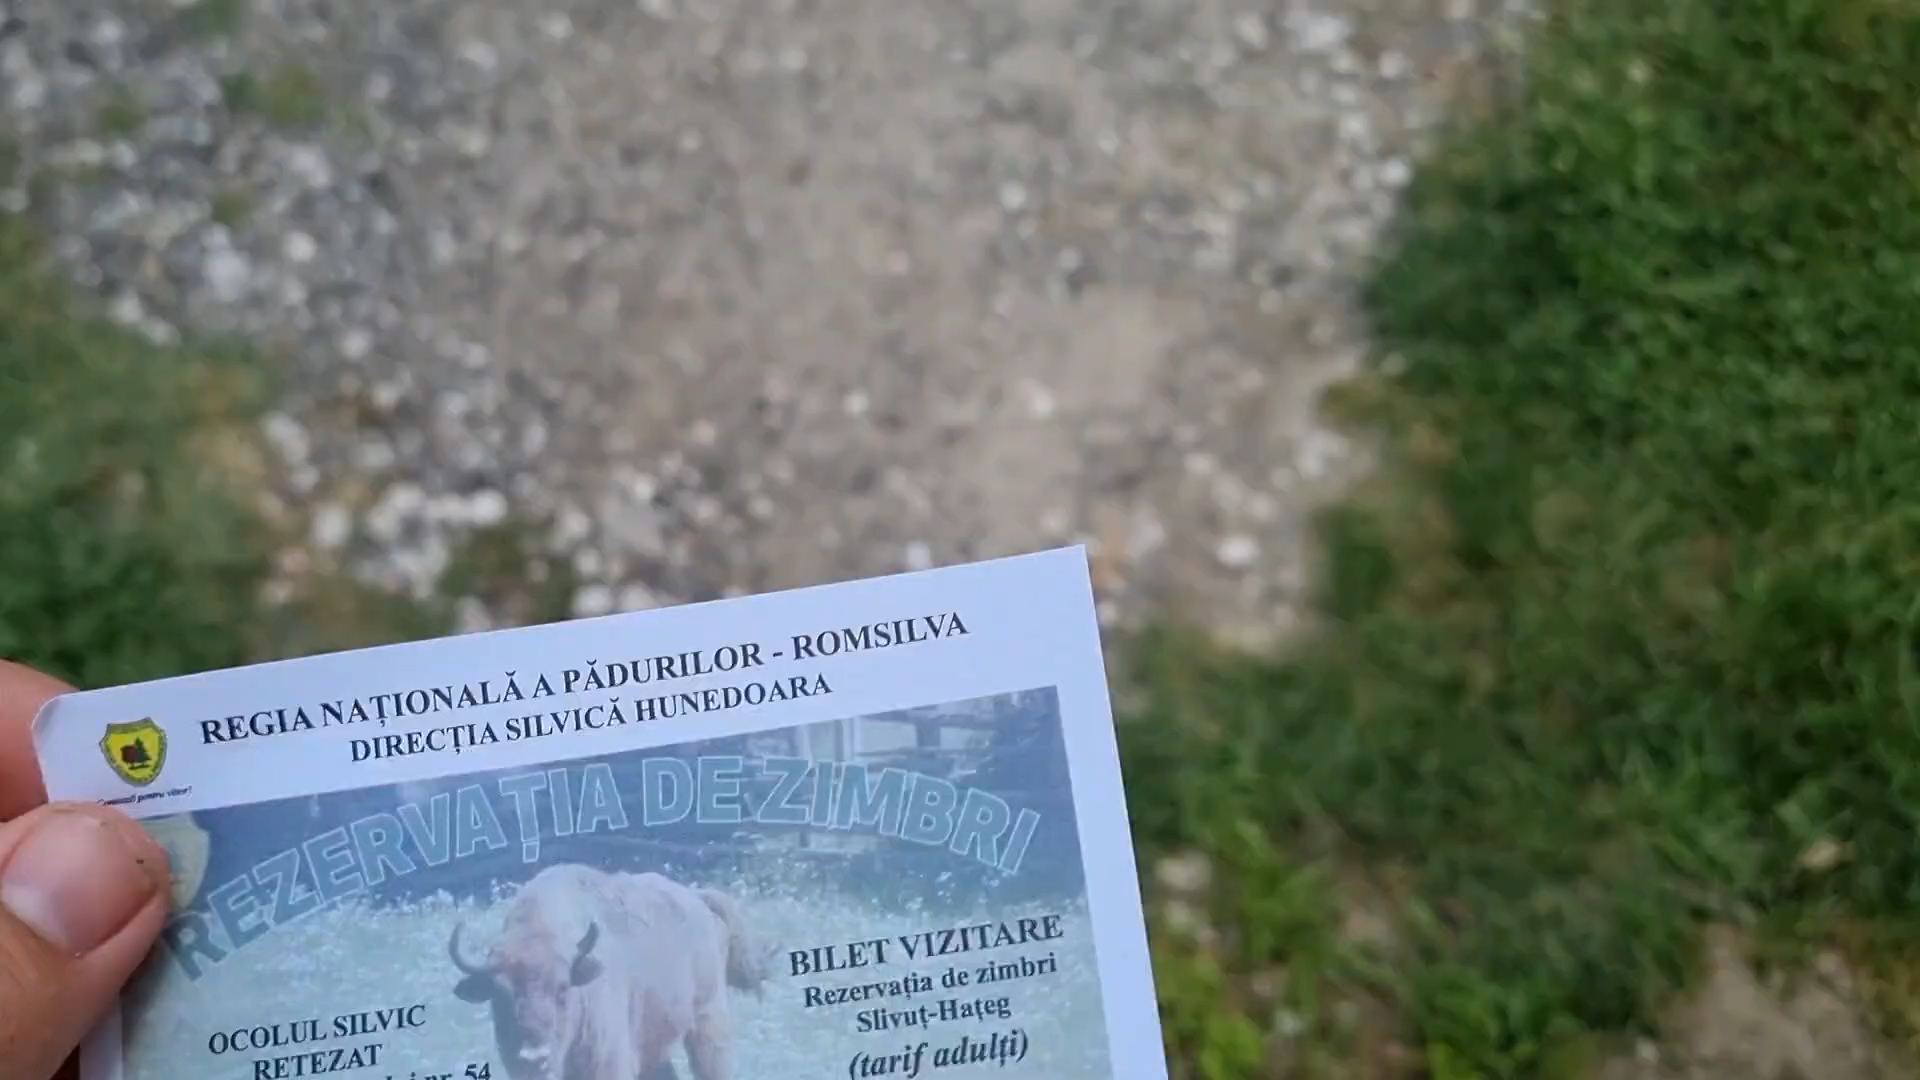 REGIA NAȚIONALĂ A PĂDURILOR - ROMSILVA
DIRECȚIA SILVICĂ HUNEDOARA
REZERVAȚIA DE ZIMBRI
BILET VIZITARE
Rezervația de zimbri
Slivuț-Hațeg
(tarif adulți)
OCOLUL SILVIC
RETEZAT
nr. 54